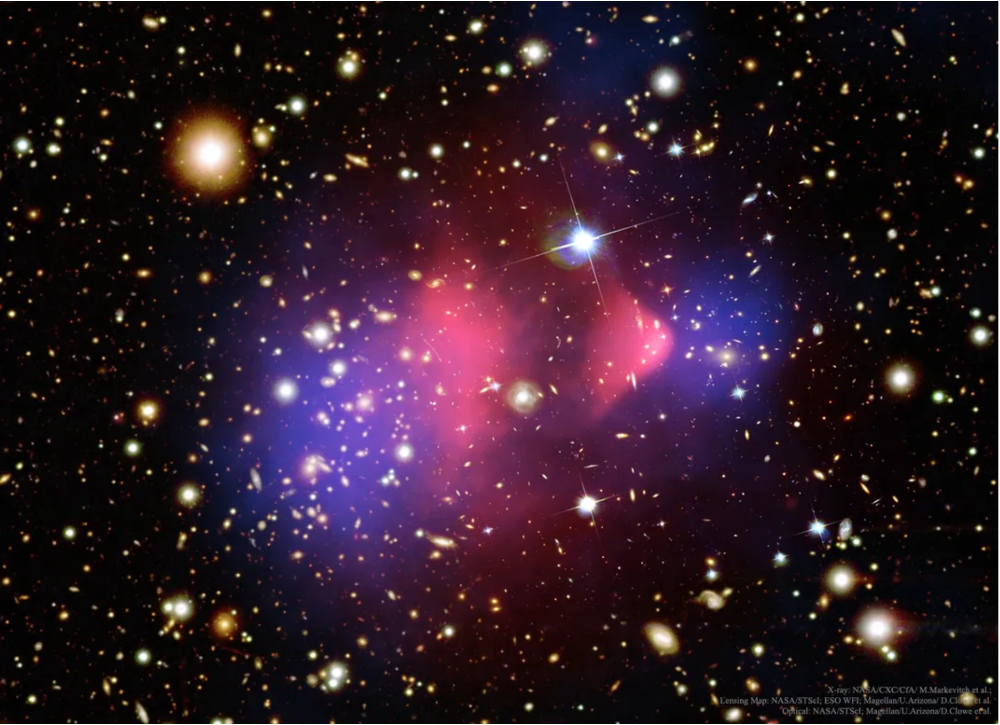 X-ray: NASA/CXC/CfA/ M.Markevitch et al.;
Lensing Map: NASA/STScI; ESO WFI; Magellan/U.Arizona/ D.Clowe et al.
Optical: NASA/STScI; Magellan/U.Arizona/D.Clowe et al.